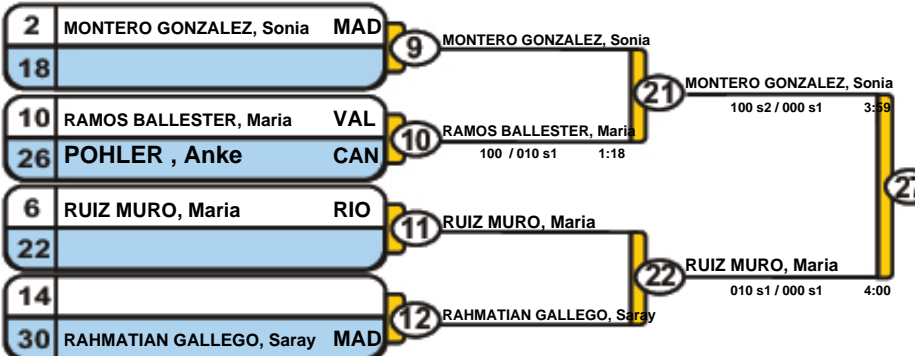 2 MONTERO GONZALEZ, Sonia MAD
18
9 MONTERO GONZALEZ, Sonia
10 RAMOS BALLESTER, Maria VAL
26 POHLER , Anke CAN
10 RAMOS BALLESTER, Maria
100 / 010 s1 1:18
21 MONTERO GONZALEZ, Sonia
100 s2 / 000 s1 3:59
6 RUIZ MURO, Maria RIO
22
11 RUIZ MURO, Maria
14
30 RAHMATIAN GALLEGO, Saray MAD
12 RAHMATIAN GALLEGO, Saray
22 RUIZ MURO, Maria
010 s1 / 000 s1 4:00
27